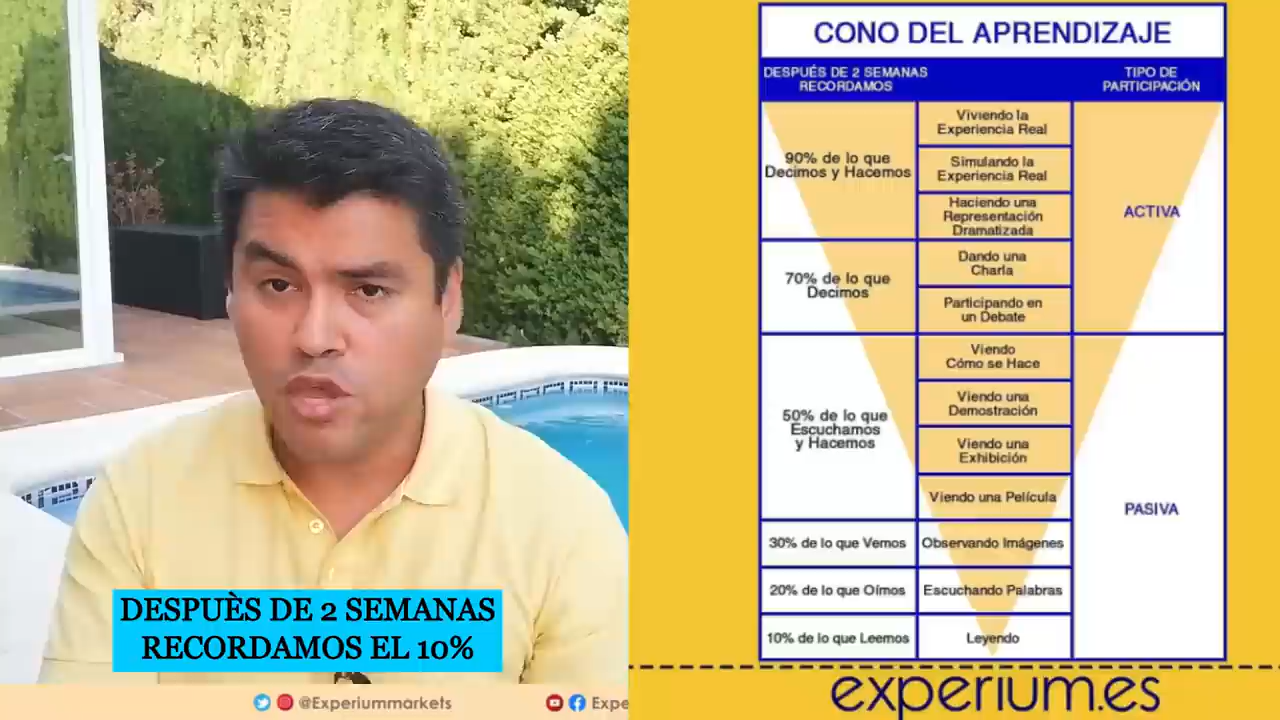 DESPUÈS DE 2 SEMANAS
RECORDAMOS EL 10%
@Experiummarkets
CONO DEL APRENDIZAJE
DESPUÉS DE 2 SEMANAS
RECORDAMOS
TIPO DE
PARTICIPACIÓN
90% de lo que
Decimos y Hacemos
Viviendo la
Experiencia Real
Simulando la
Experiencia Real
Haciendo una
Representación
Dramatizada
ACTIVA
70% de lo que
Decimos
Dando una
Charla
Participando en
un Debate
50% de lo que
Escuchamos
y Hacemos
Viendo
Cómo se Hace
Viendo una
Demostración
Viendo una
Exhibición
Viendo una Película
PASIVA
30% de lo que Vemos
Observando Imágenes
20% de lo que Oímos
Escuchando Palabras
10% de lo que Leemos
Leyendo
experium.es